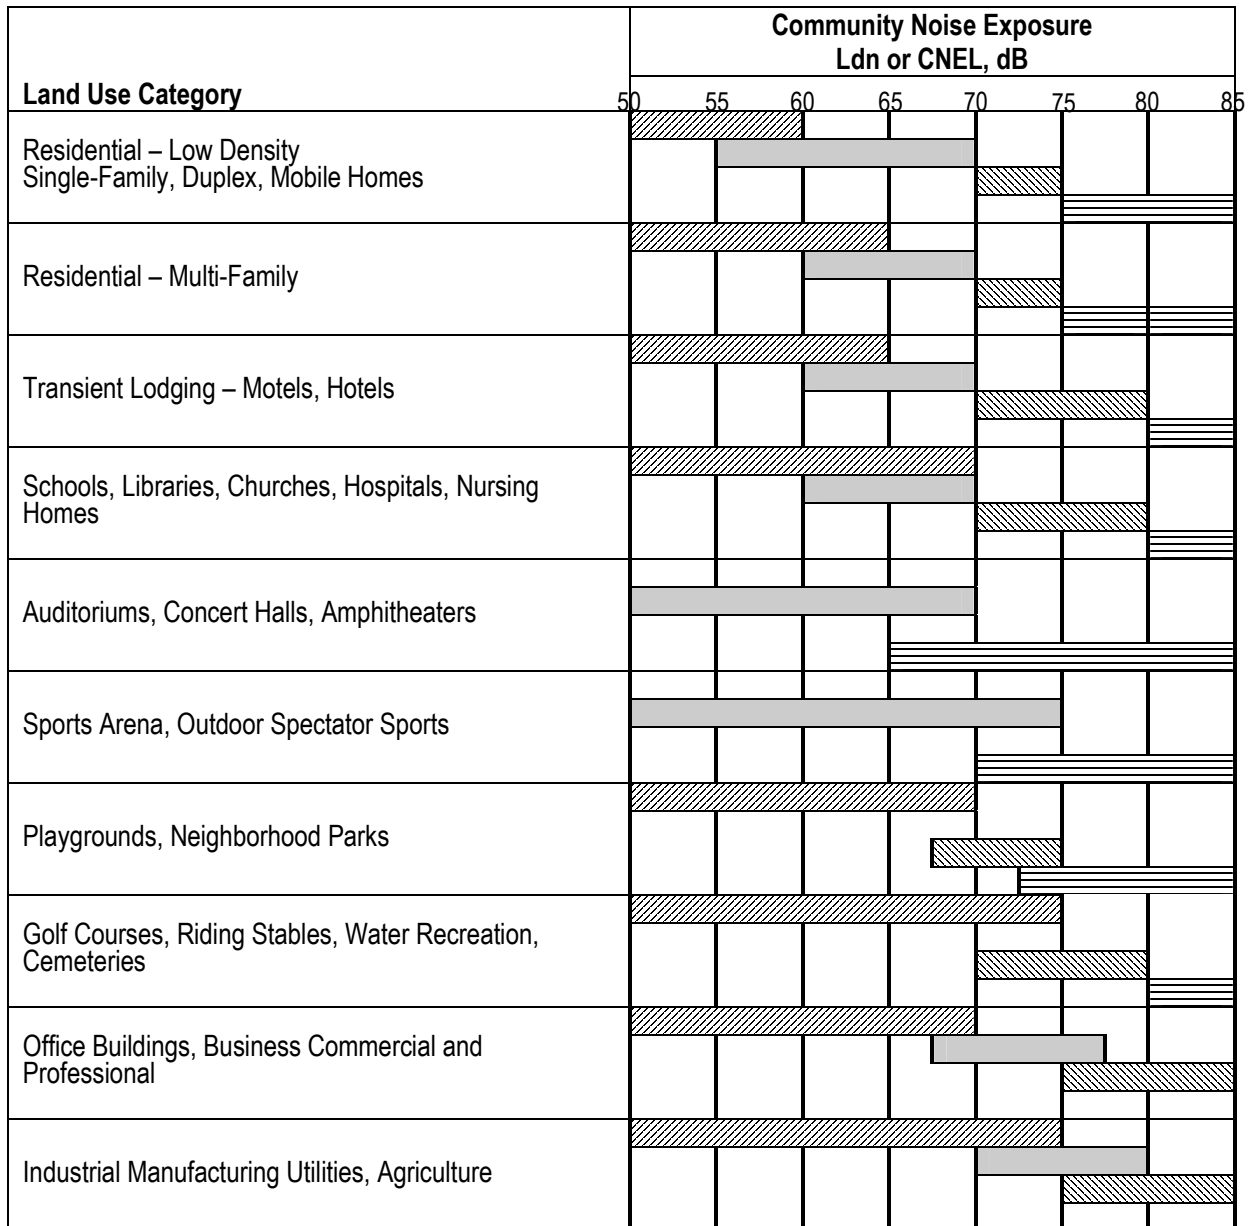 Community Noise Exposure
Ldn or CNEL, dB
Land Use Category
50 55 60 65 70 75 80 85
Residential – Low Density
Single-Family, Duplex, Mobile Homes
Residential – Multi-Family
Transient Lodging – Motels, Hotels
Schools, Libraries, Churches, Hospitals, Nursing
Homes
Auditoriums, Concert Halls, Amphitheaters
Sports Arena, Outdoor Spectator Sports
Playgrounds, Neighborhood Parks
Golf Courses, Riding Stables, Water Recreation,
Cemeteries
Office Buildings, Business Commercial and
Professional
Industrial Manufacturing Utilities, Agriculture